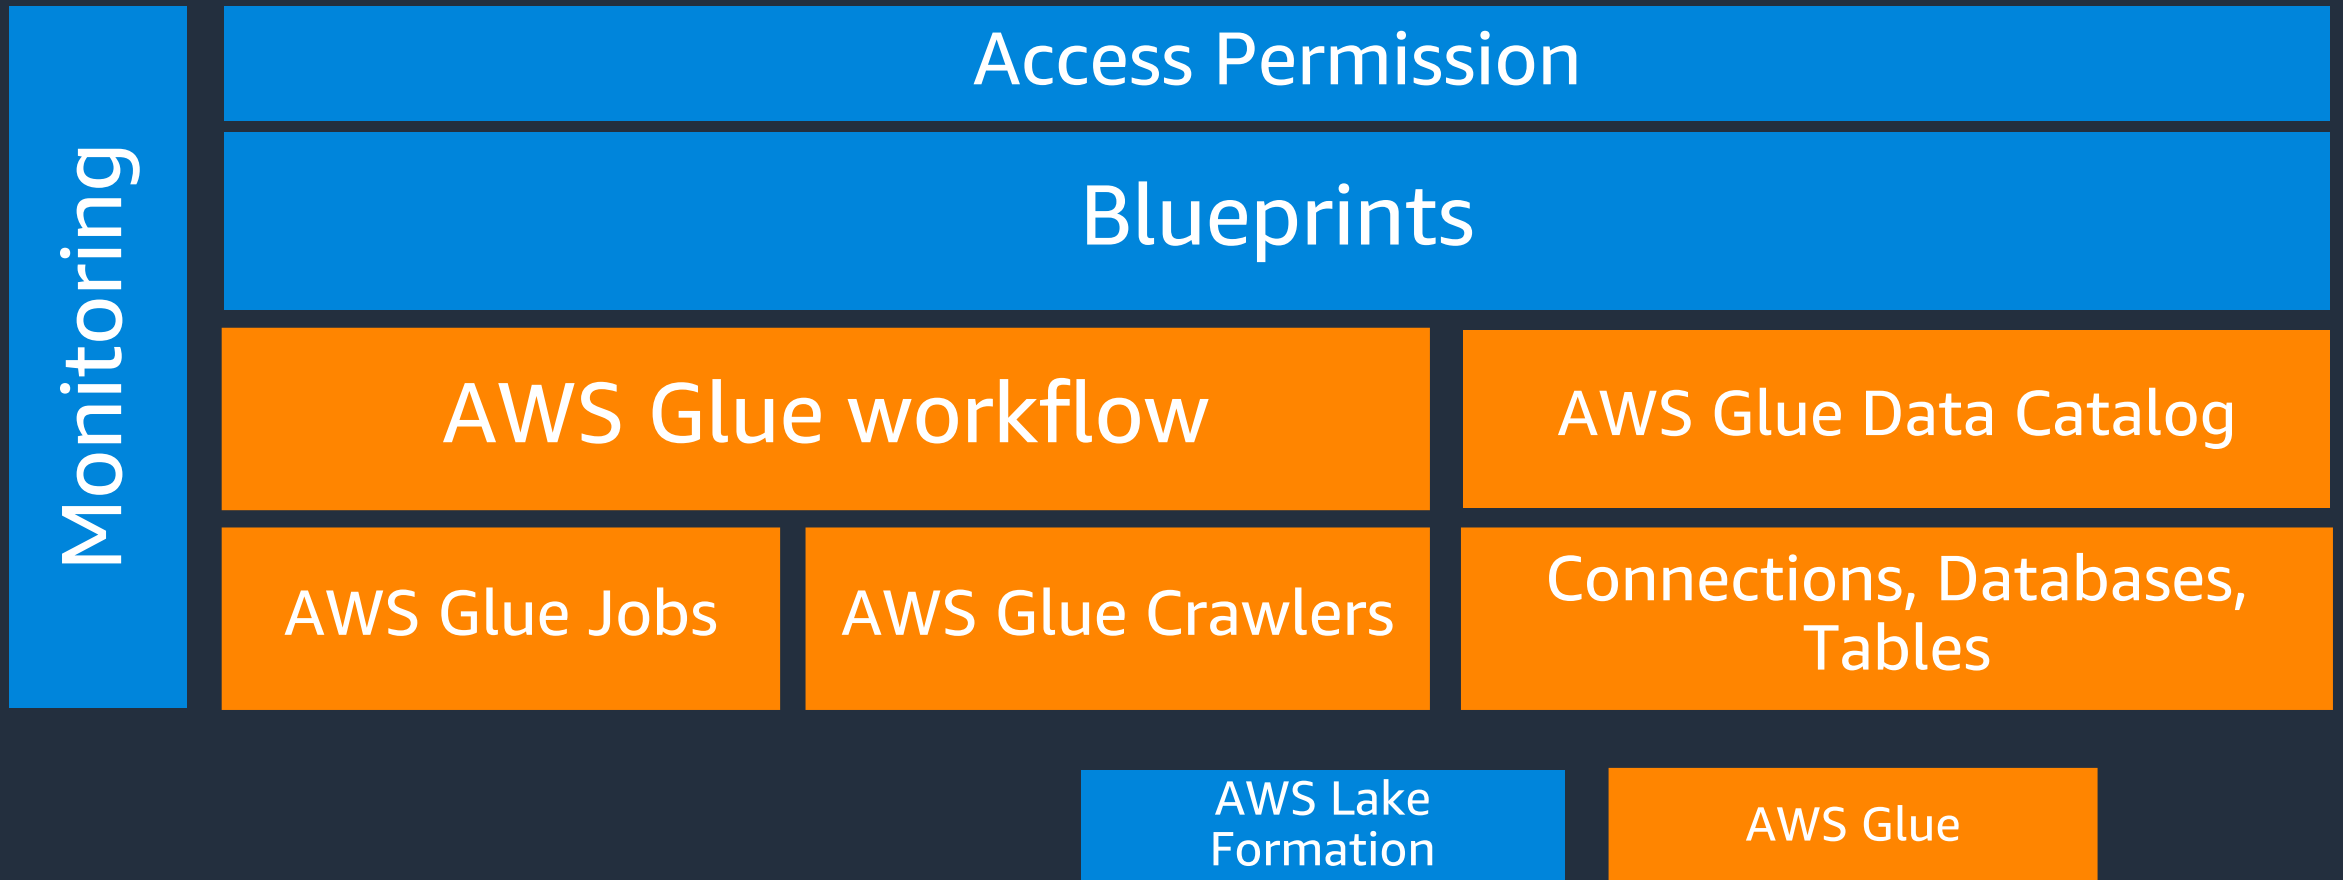 Monitoring
Access Permission
Blueprints
AWS Glue workflow
AWS Glue Data Catalog
AWS Glue Jobs
AWS Glue Crawlers
Connections, Databases,
Tables
AWS Lake
Formation
AWS Glue